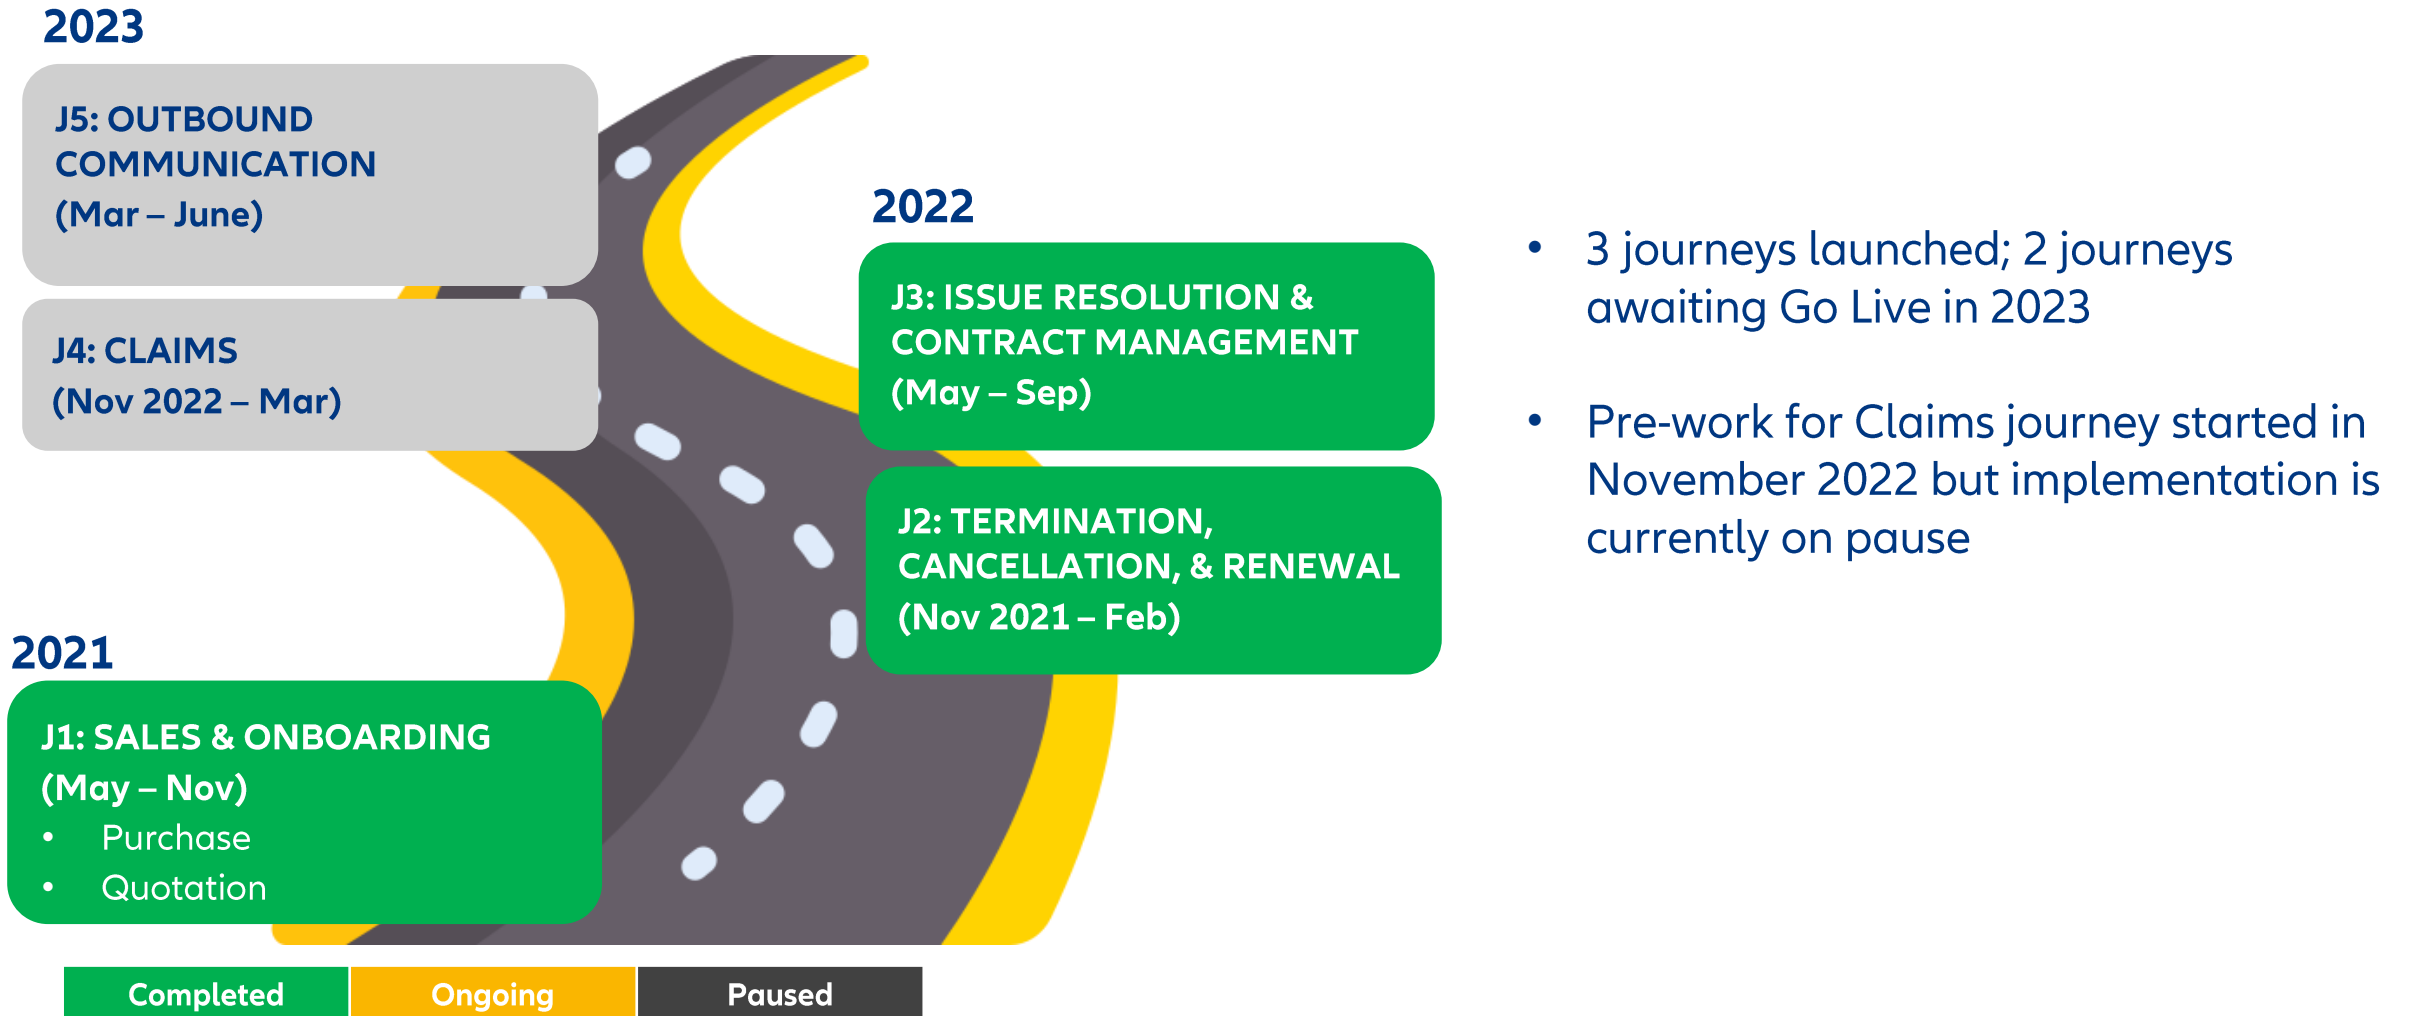 2023
J5: OUTBOUND
COMMUNICATION
(Mar – June)
J4: CLAIMS
(Nov 2022 – Mar)
2022
J3: ISSUE RESOLUTION &
CONTRACT MANAGEMENT
(May – Sep)
J2: TERMINATION,
CANCELLATION, & RENEWAL
(Nov 2021 – Feb)
2021
J1: SALES & ONBOARDING
(May – Nov)
• Purchase
• Quotation
Completed
Ongoing
Paused
• 3 journeys launched; 2 journeys
awaiting Go Live in 2023
• Pre-work for Claims journey started in
November 2022 but implementation is
currently on pause